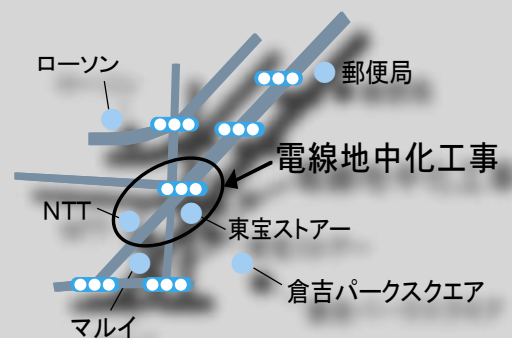 ローソン
郵便局
電線地中化工事
NTT
東宝ストアー
倉吉パークスクエア
マルイ